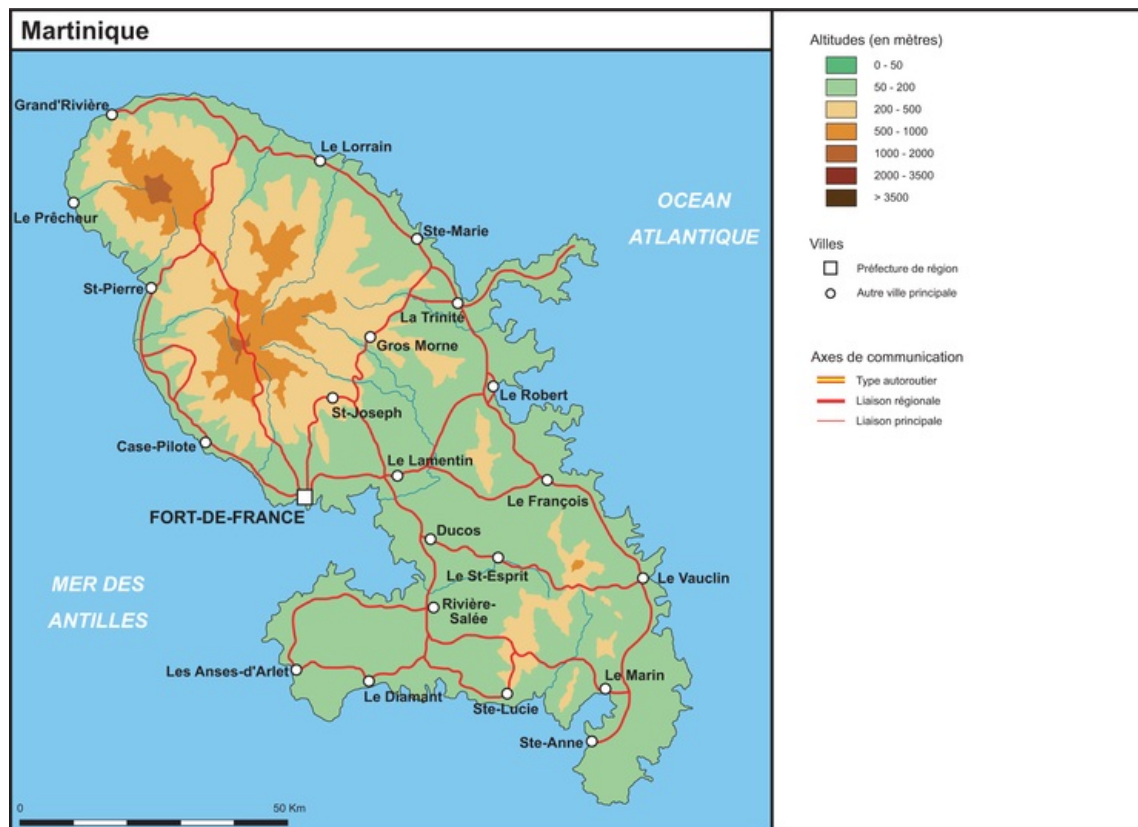 Martinique
Grand'Rivière
Le Lorrain
Le Prêcheur
OCEAN
ATLANTIQUE
Ste-Marie
St-Pierre
La Trinité
Gros Morne
Le Robert
St-Joseph
Case-Pilote
Le Lamentin
Le François
FORT-DE-FRANCE
Ducos
Le St-Esprit
Le Vauclin
MER DES
ANTILLES
Rivière-
Salée
Les Anses-d'Arlet
Le Diamant
Le Marin
Ste-Lucie
Ste-Anne
0
50 Km
Altitudes (en mètres)
0 - 50
50 - 200
200 - 500
500 - 1000
1000 - 2000
2000 - 3500
> 3500
Villes
Préfecture de région
Autre ville principale
Axes de communication
Type autoroutier
Liaison régionale
Liaison principale